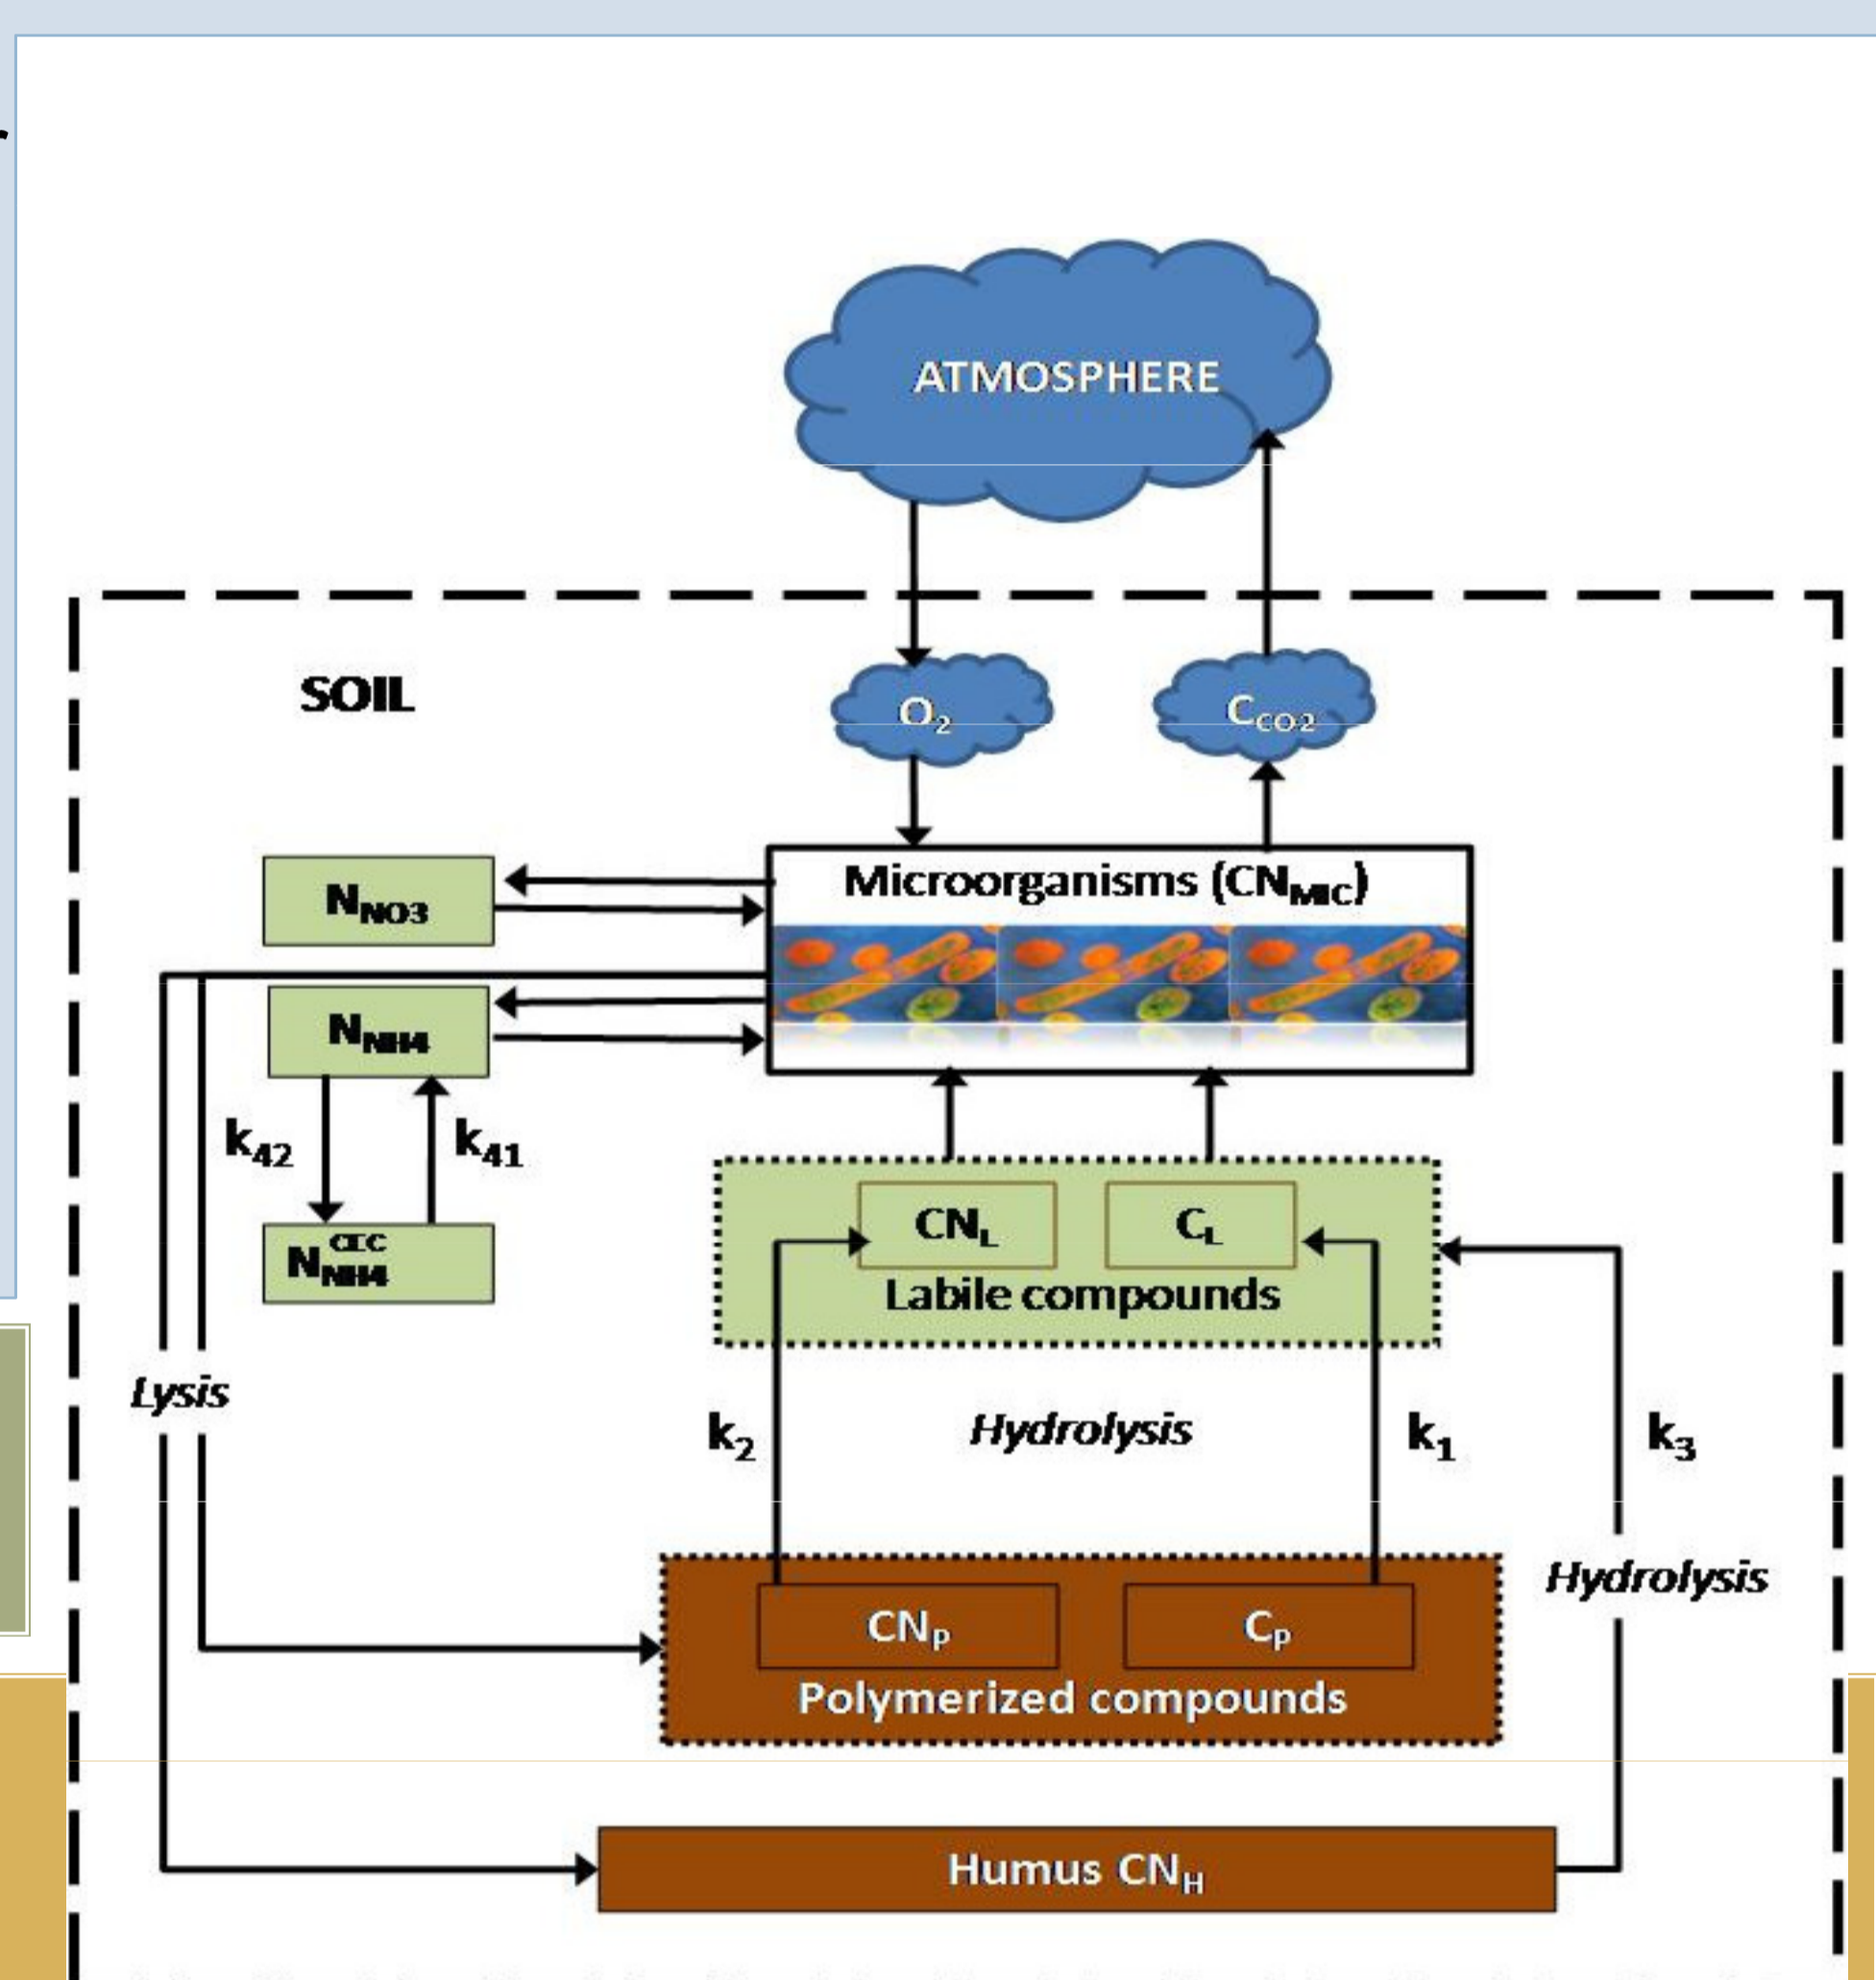 ATMOSPHERE
SOIL
O₂
C_CO2
Microorganisms (CN_MIC)
N_NO3
N_NH4
k₄₂
k₄₁
N_NH4^CEC
CN_L
C_L
Labile compounds
Lysis
k₂
Hydrolysis
k₁
k₃
Hydrolysis
CN_P
C_P
Polymerized compounds
Humus CN_H